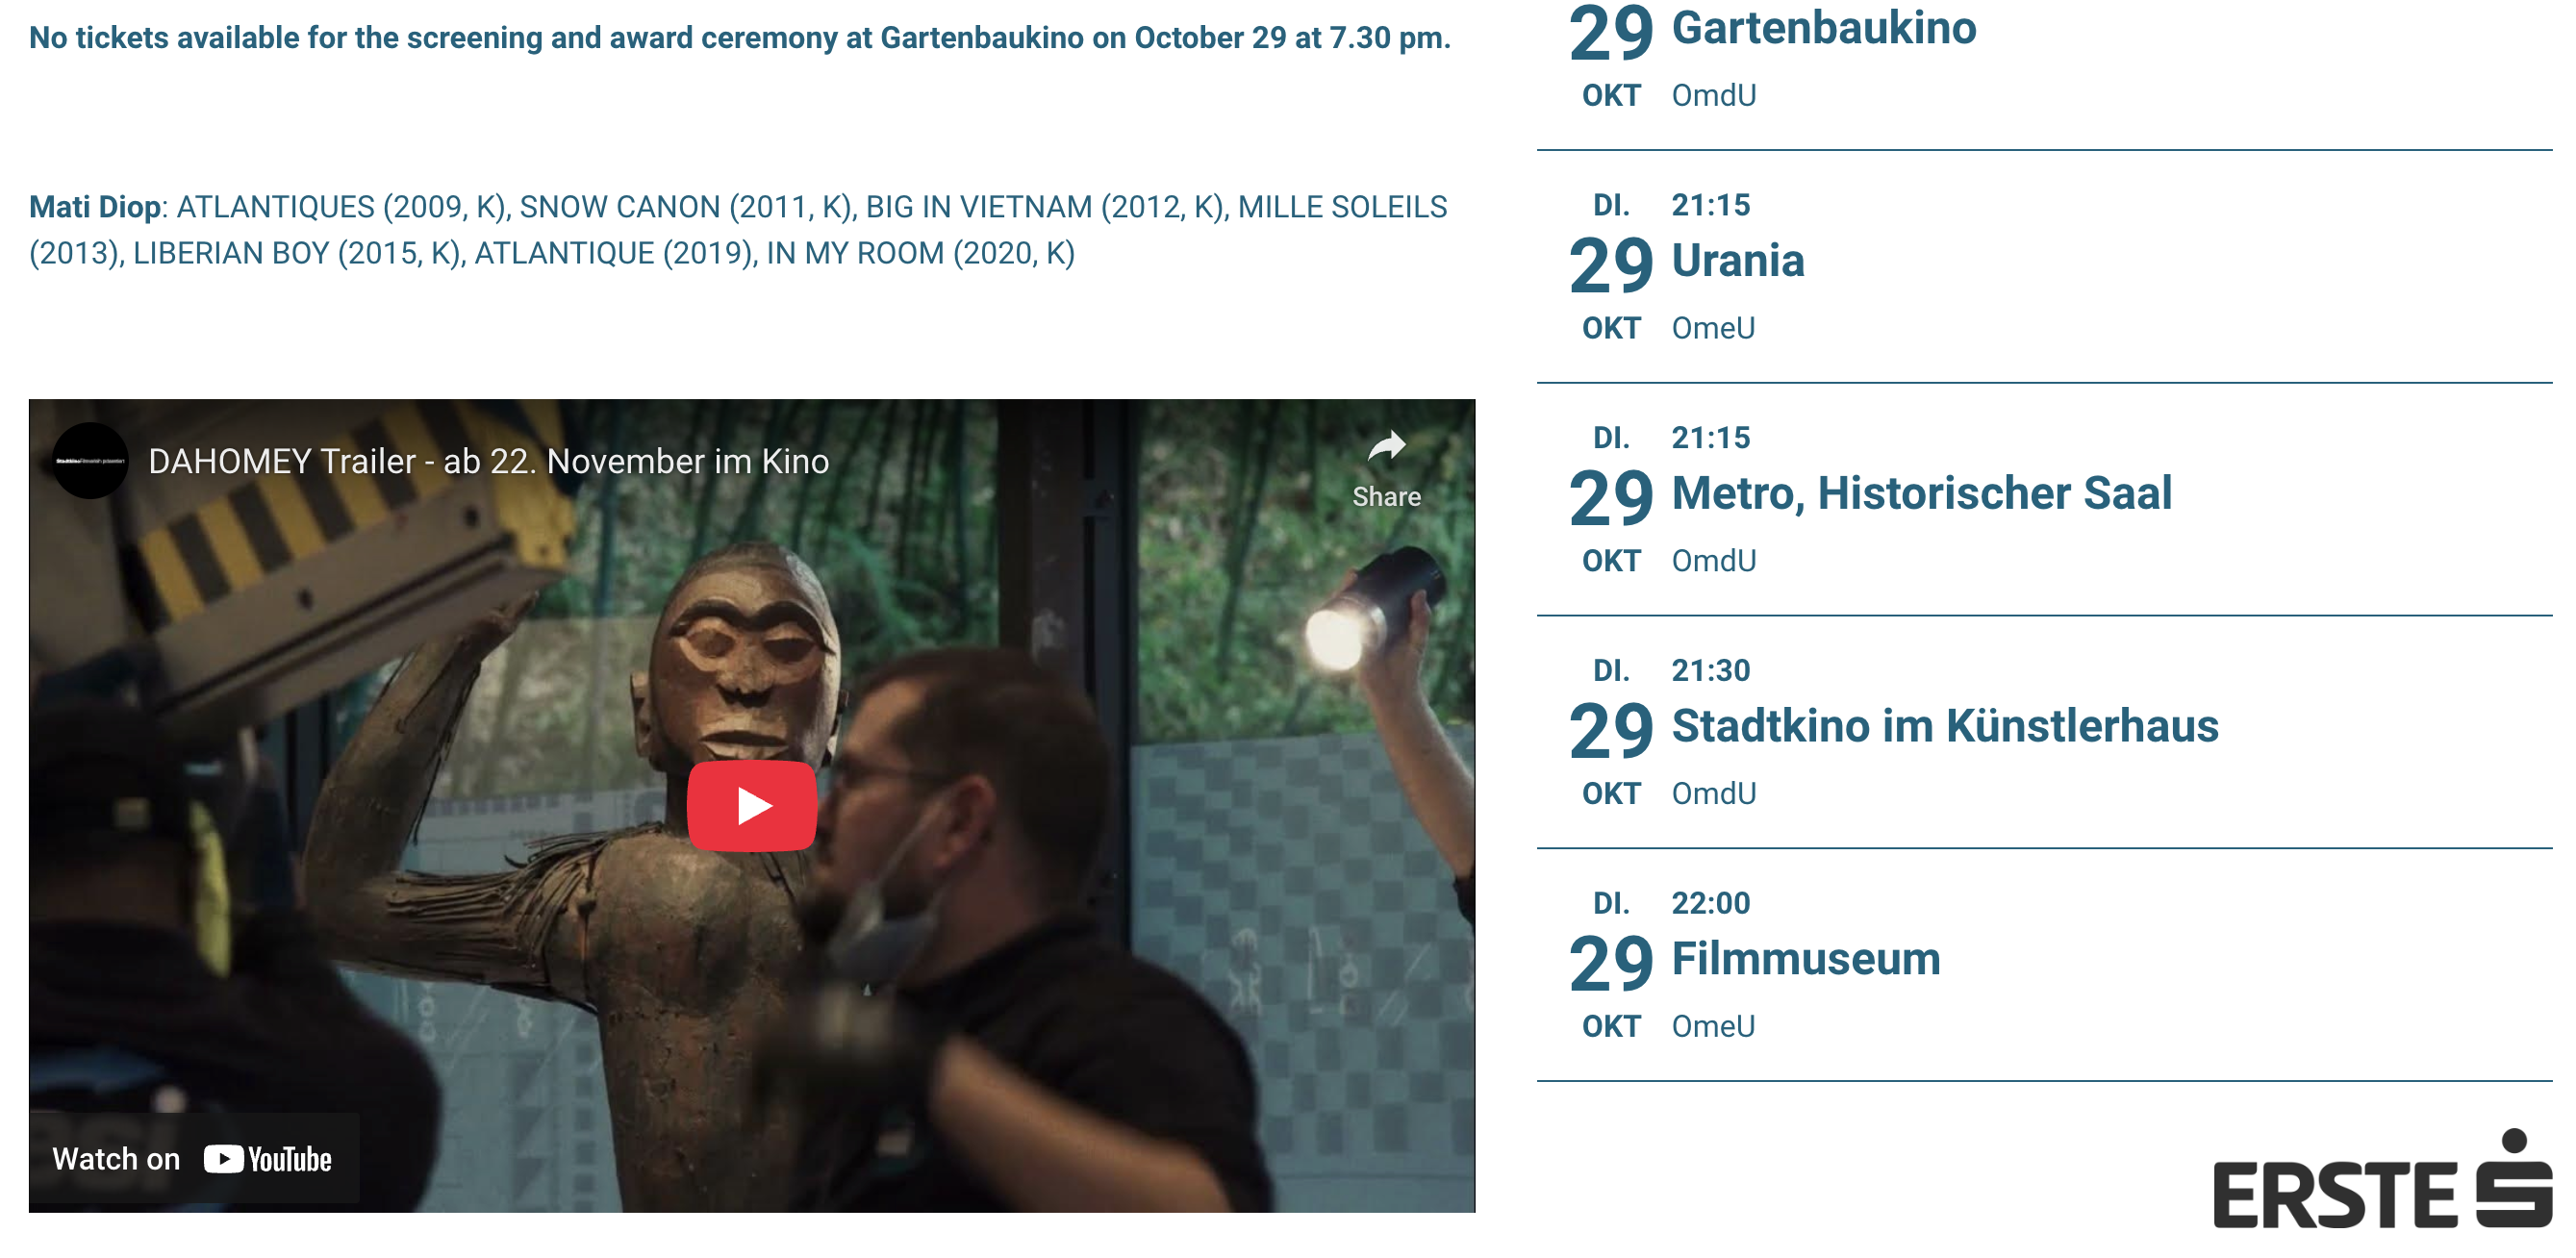 No tickets available for the screening and award ceremony at Gartenbaukino on October 29 at 7.30 pm.
Mati Diop: ATLANTIQUES (2009, K), SNOW CANON (2011, K), BIG IN VIETNAM (2012, K), MILLE SOLEILS
(2013), LIBERIAN BOY (2015, K), ATLANTIQUE (2019), IN MY ROOM (2020, K)
DAHOMEY Trailer - ab 22. November im Kino
Share
Watch on YouTube
29 Gartenbaukino
OKT OmdU
DI. 21:15
29 Urania
OKT OmeU
DI. 21:15
29 Metro, Historischer Saal
OKT OmdU
DI. 21:30
29 Stadtkino im Künstlerhaus
OKT OmdU
DI. 22:00
29 Filmmuseum
OKT OmeU
ERSTE